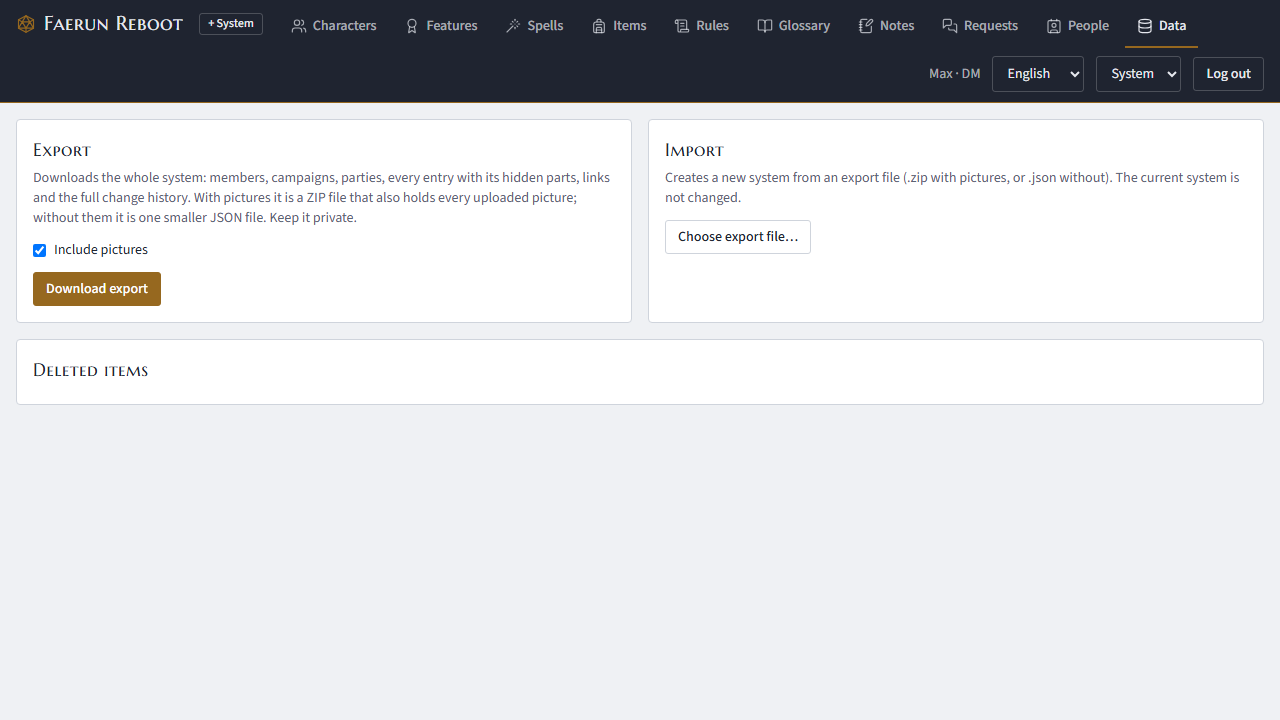 Faerun Reboot
+ System
Characters
Features
Spells
Items
Rules
Glossary
Notes
Requests
People
Data
Max · DM
English
System
Log out
Export
Downloads the whole system: members, campaigns, parties, every entry with its hidden parts, links
and the full change history. With pictures it is a ZIP file that also holds every uploaded picture;
without them it is one smaller JSON file. Keep it private.
Include pictures
Download export
Import
Creates a new system from an export file (.zip with pictures, or .json without). The current system is
not changed.
Choose export file…
Deleted items